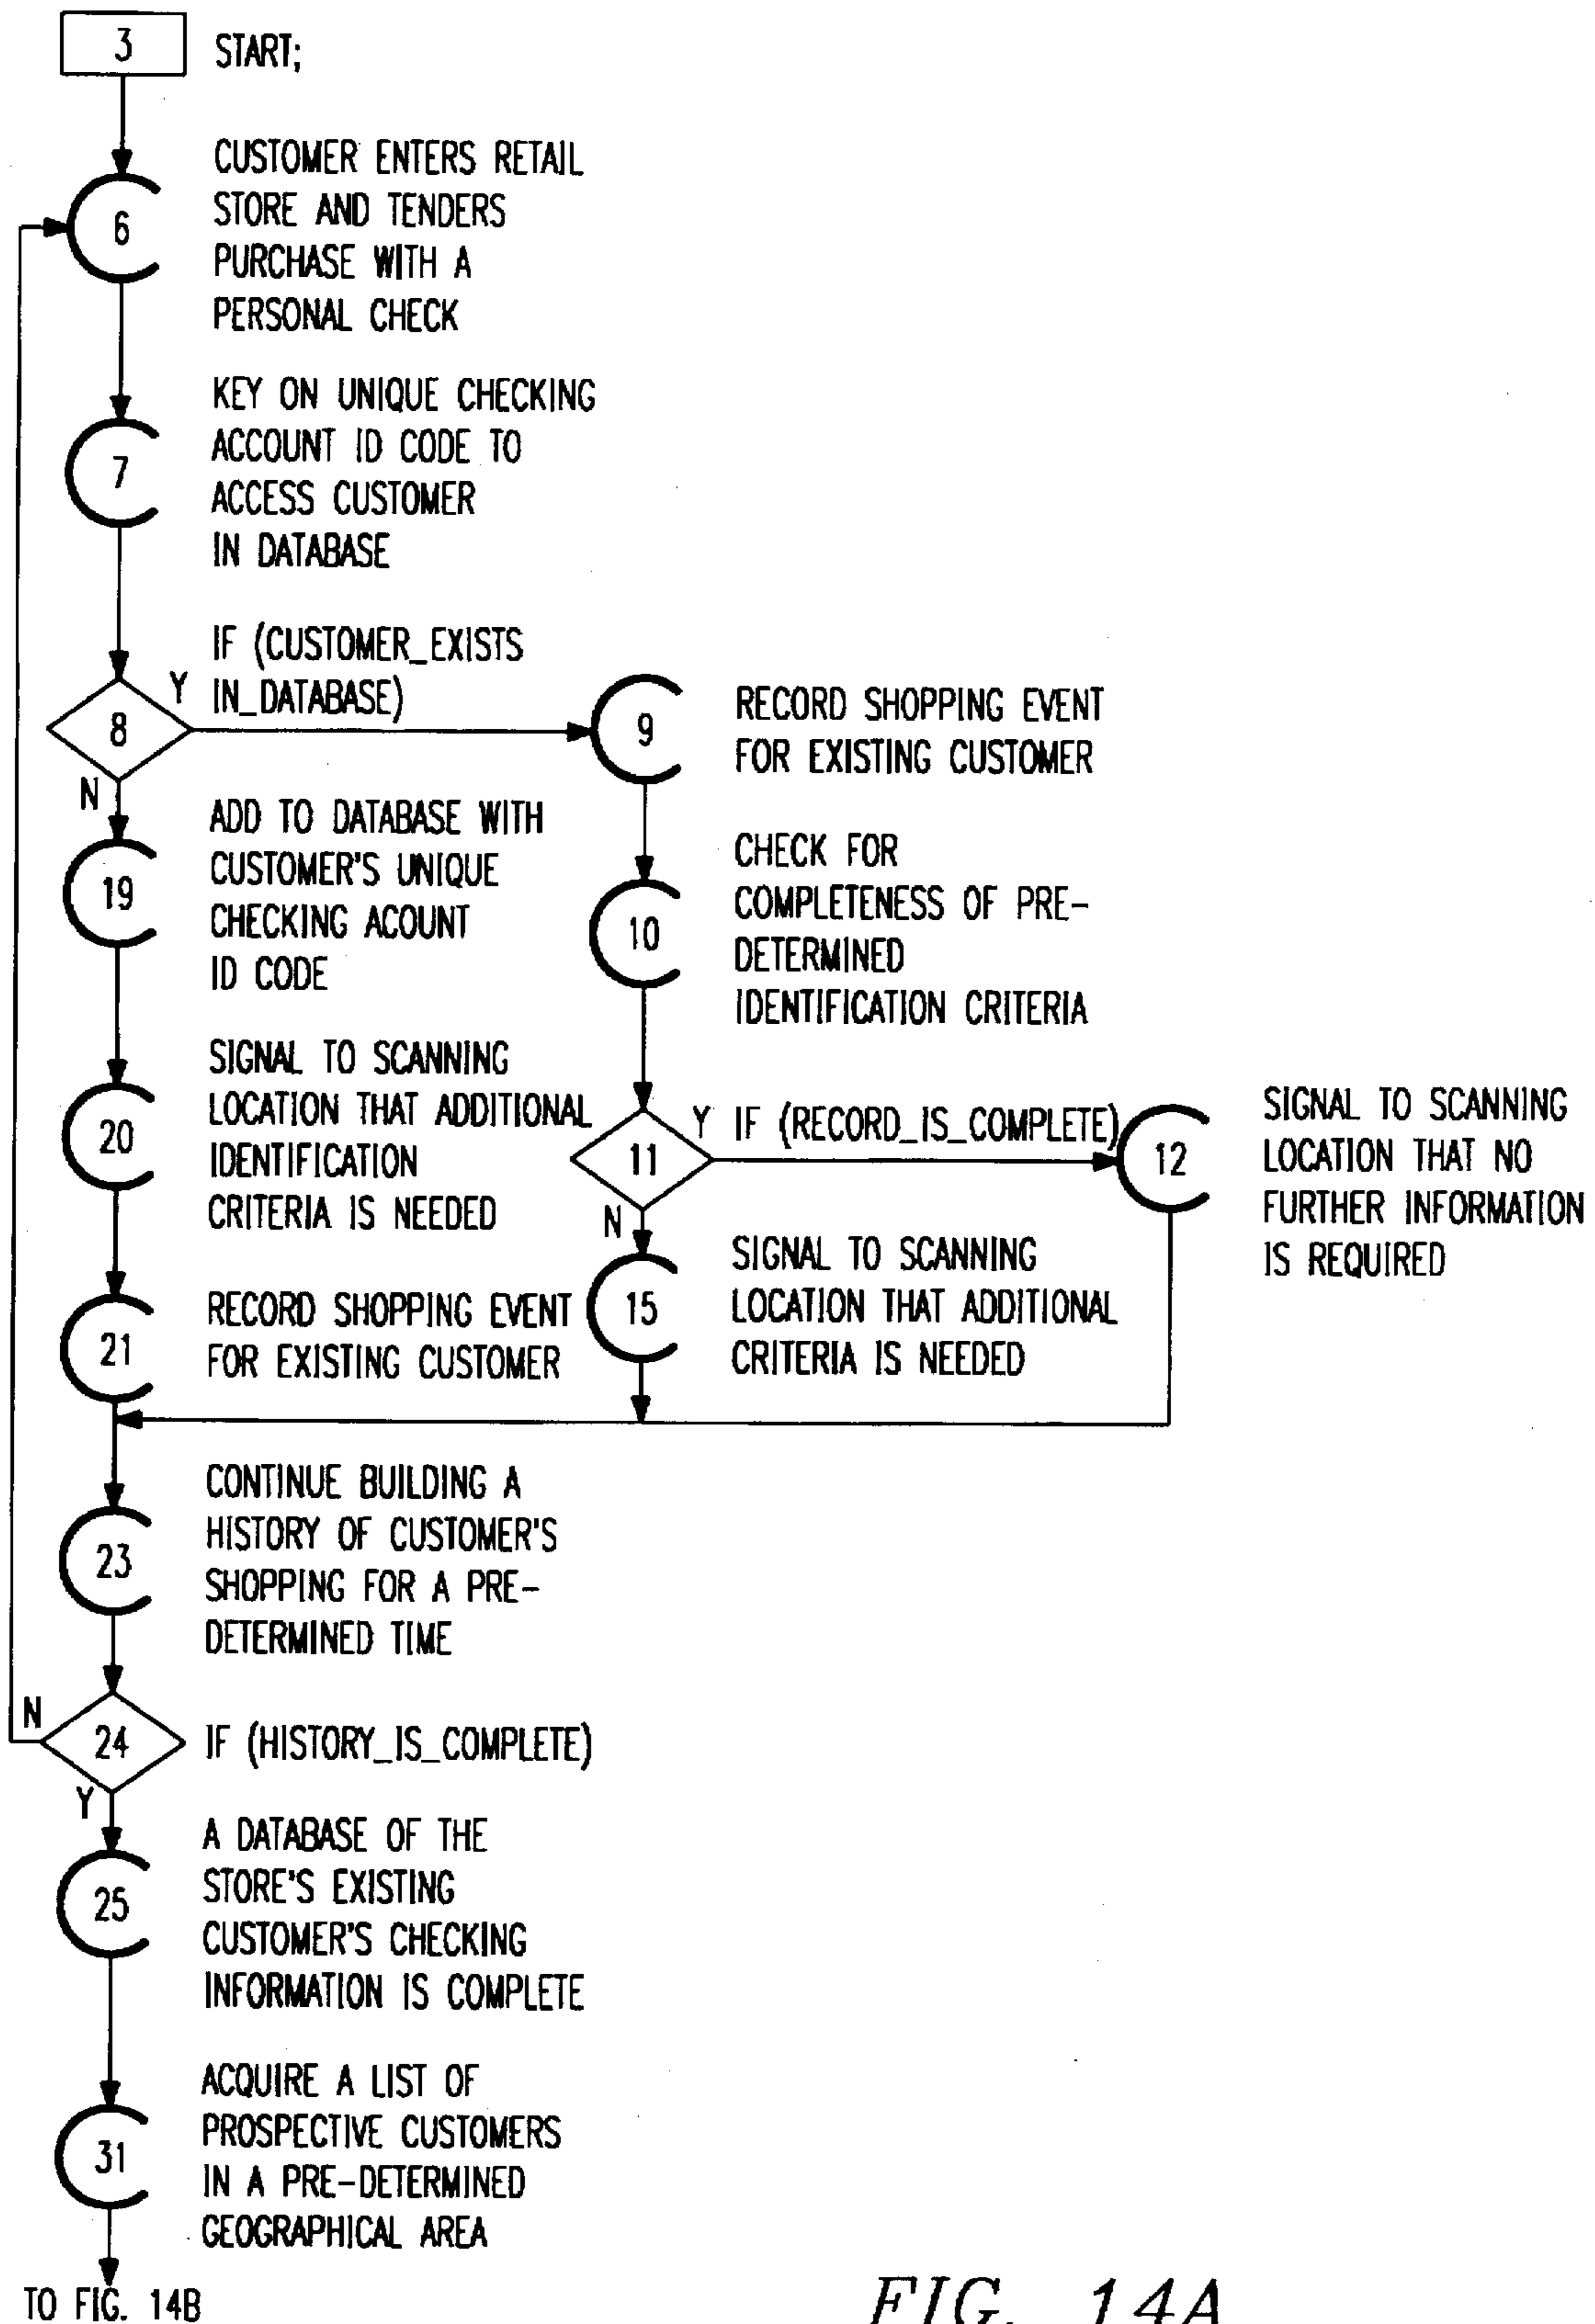 3 START;
CUSTOMER ENTERS RETAIL
STORE AND TENDERS
6
PURCHASE WITH A
PERSONAL CHECK
KEY ON UNIQUE CHECKING
ACCOUNT ID CODE TO
7
ACCESS CUSTOMER
IN DATABASE
IF (CUSTOMER_EXISTS
Y IN_DATABASE)
8
N
9
RECORD SHOPPING EVENT
FOR EXISTING CUSTOMER
ADD TO DATABASE WITH
CUSTOMER'S UNIQUE
19
CHECKING ACOUNT
ID CODE
CHECK FOR
COMPLETENESS OF PRE-
10
DETERMINED
IDENTIFICATION CRITERIA
SIGNAL TO SCANNING
LOCATION THAT ADDITIONAL
20
IDENTIFICATION
CRITERIA IS NEEDED
Y IF (RECORD_IS_COMPLETE)
11
N
12
SIGNAL TO SCANNING
LOCATION THAT NO
FURTHER INFORMATION
IS REQUIRED
RECORD SHOPPING EVENT
21
FOR EXISTING CUSTOMER
SIGNAL TO SCANNING
15
LOCATION THAT ADDITIONAL
CRITERIA IS NEEDED
CONTINUE BUILDING A
HISTORY OF CUSTOMER'S
23
SHOPPING FOR A PRE-
DETERMINED TIME
N
24 IF (HISTORY_IS_COMPLETE)
Y
A DATABASE OF THE
STORE'S EXISTING
25
CUSTOMER'S CHECKING
INFORMATION IS COMPLETE
ACQUIRE A LIST OF
PROSPECTIVE CUSTOMERS
31
IN A PRE-DETERMINED
GEOGRAPHICAL AREA
TO FIG. 14B
FIG. 14A